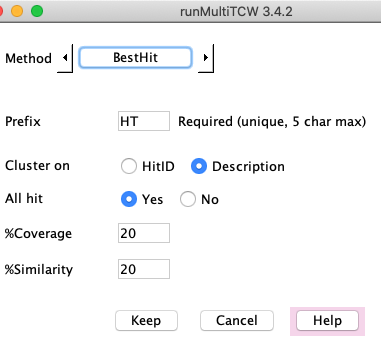 runMultiTCW 3.4.2
Method BestHit
Prefix HT Required (unique, 5 char max)
Cluster on HitID Description
All hit Yes No
%Coverage 20
%Similarity 20
Keep Cancel Help